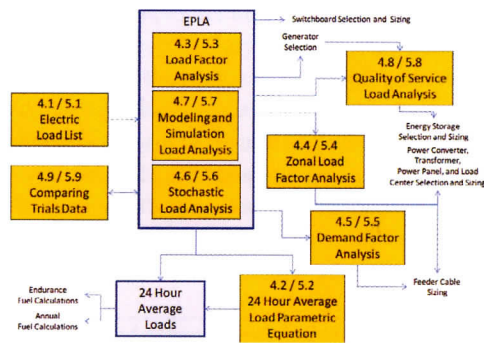 EPLA
Switchboard Selection and Sizing
4.3 / 5.3
Load Factor
Analysis
Generator
Selection
4.8 / 5.8
Quality of Service
Load Analysis
4.1 / 5.1
Electric
Load List
4.7 / 5.7
Modeling and
Simulation
Load Analysis
Energy Storage
Selection and Sizing
Power Converter,
Transformer,
Power Panel, and Load
Center Selection and Sizing
4.4 / 5.4
Zonal Load
Factor Analysis
4.9 / 5.9
Comparing
Trials Data
4.6 / 5.6
Stochastic
Load Analysis
4.5 / 5.5
Demand Factor
Analysis
Feeder Cable
Sizing
Endurance
Fuel Calculations
Annual
Fuel Calculations
24 Hour
Average
Loads
4.2 / 5.2
24 Hour Average
Load Parametric
Equation